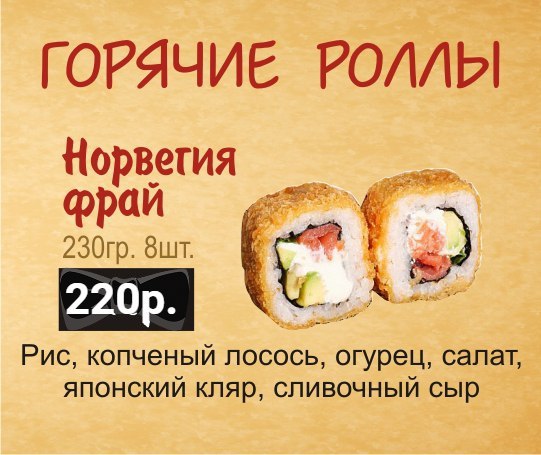 ГОРЯЧИЕ РОЛЛЫ
Норвегия
фрай
230гр. 8шт.
220р.
Рис, копченый лосось, огурец, салат,
японский кляр, сливочный сыр